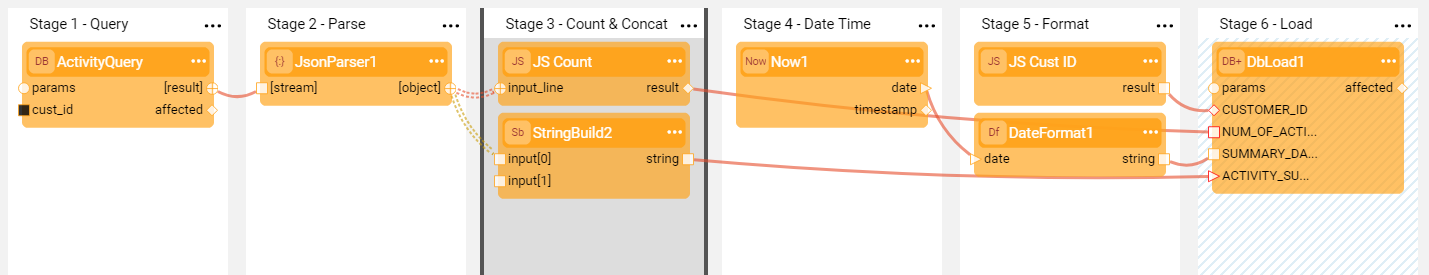 Stage 1 - Query
...
DB ActivityQuery ...
params [result]
cust_id affected
Stage 2 - Parse
...
{:} JsonParser1 ...
[stream] [object]
Stage 3 - Count & Concat
...
JS JS Count ...
input_line result
Sb StringBuild2 ...
input[0] string
input[1]
Stage 4 - Date Time
...
Now Now1 ...
date
timestamp
Stage 5 - Format
...
JS JS Cust ID ...
result
Df DateFormat1 ...
date string
Stage 6 - Load
...
DB+ DbLoad1 ...
params affected
CUSTOMER_ID
NUM_OF_ACTI...
SUMMARY_DA...
ACTIVITY_SU...